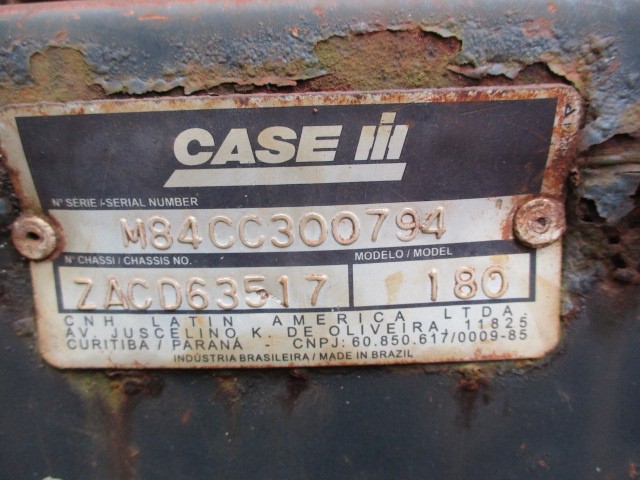 CASE IH
Nº SERIE /-SERIAL NUMBER
M84CC300794
Nº CHASSI / CHASSIS NO.
MODELO / MODEL
ZACD63517
180
CNH LATIN AMERICA LTDA.
AV. JUSCELINO K. DE OLIVEIRA, 11825
CURITIBA / PARANÁ - CNPJ: 60.850.617/0009-85
INDÚSTRIA BRASILEIRA / MADE IN BRAZIL